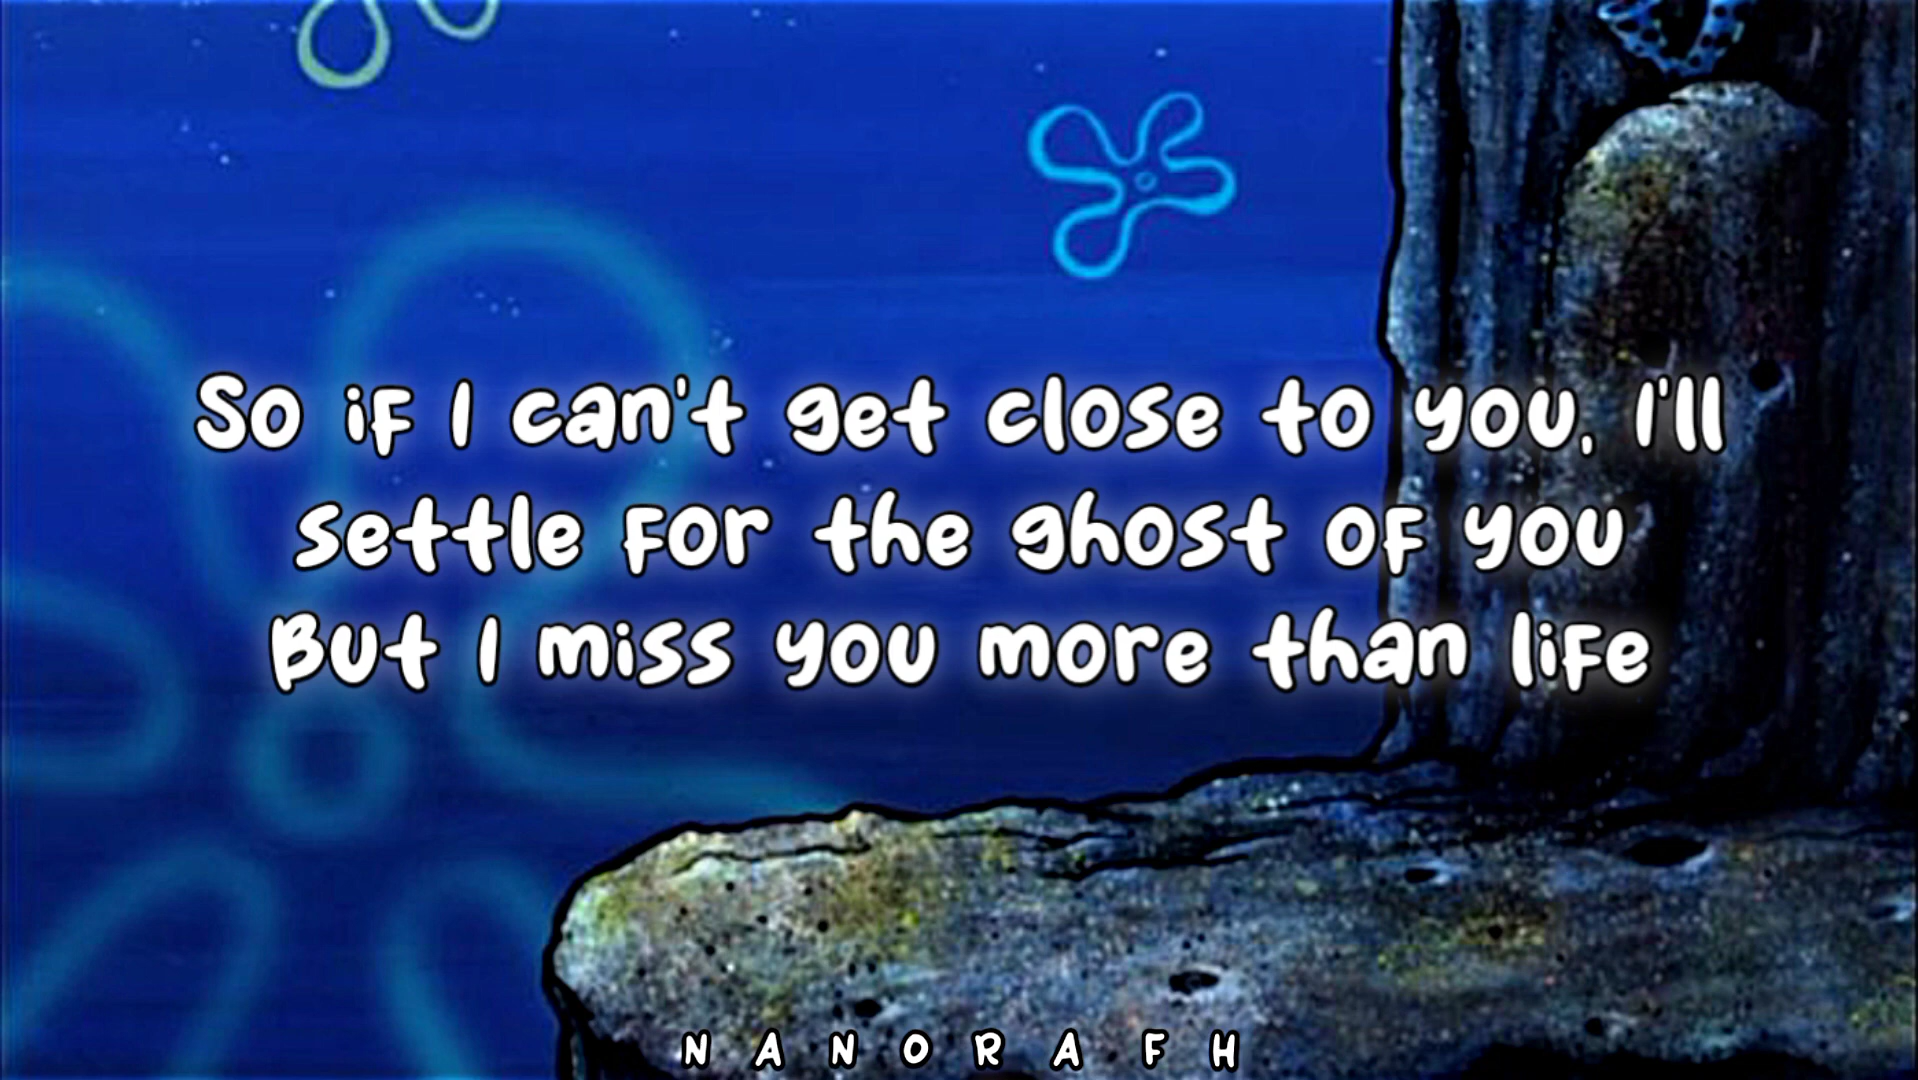 So if I can't get close to you, I'll
settle for the ghost of you
But I miss you more than life
NANORAFH